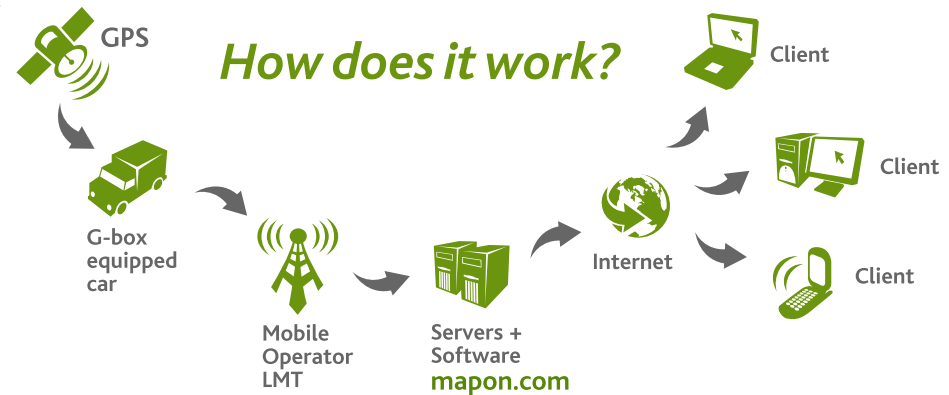 GPS
How does it work?
Client
Client
G-box
equipped
car
Internet
Client
Mobile
Operator
LMT
Servers +
Software
mapon.com